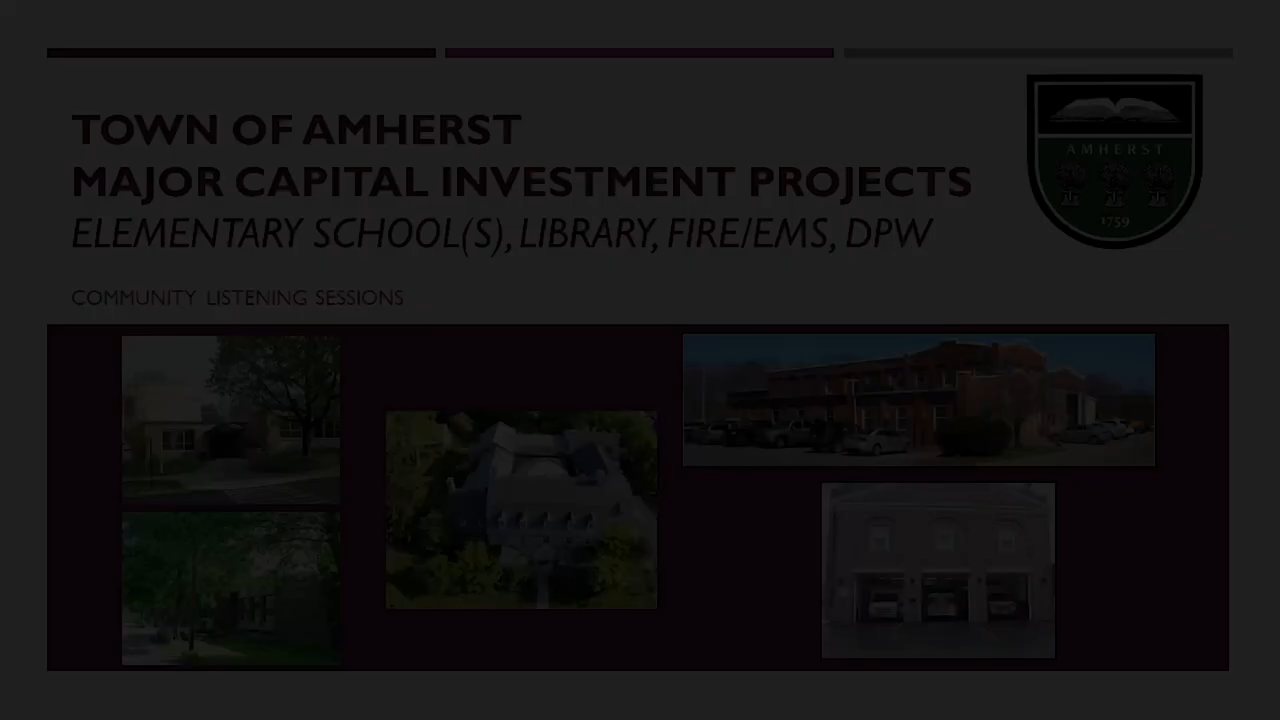 TOWN OF AMHERST
MAJOR CAPITAL INVESTMENT PROJECTS
ELEMENTARY SCHOOL(S), LIBRARY, FIRE/EMS, DPW
COMMUNITY LISTENING SESSIONS
AMHERST
1759